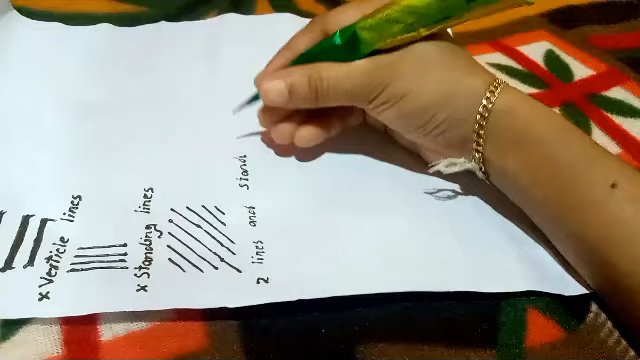 x Verticle lines
x Standing lines
2 lines and stand